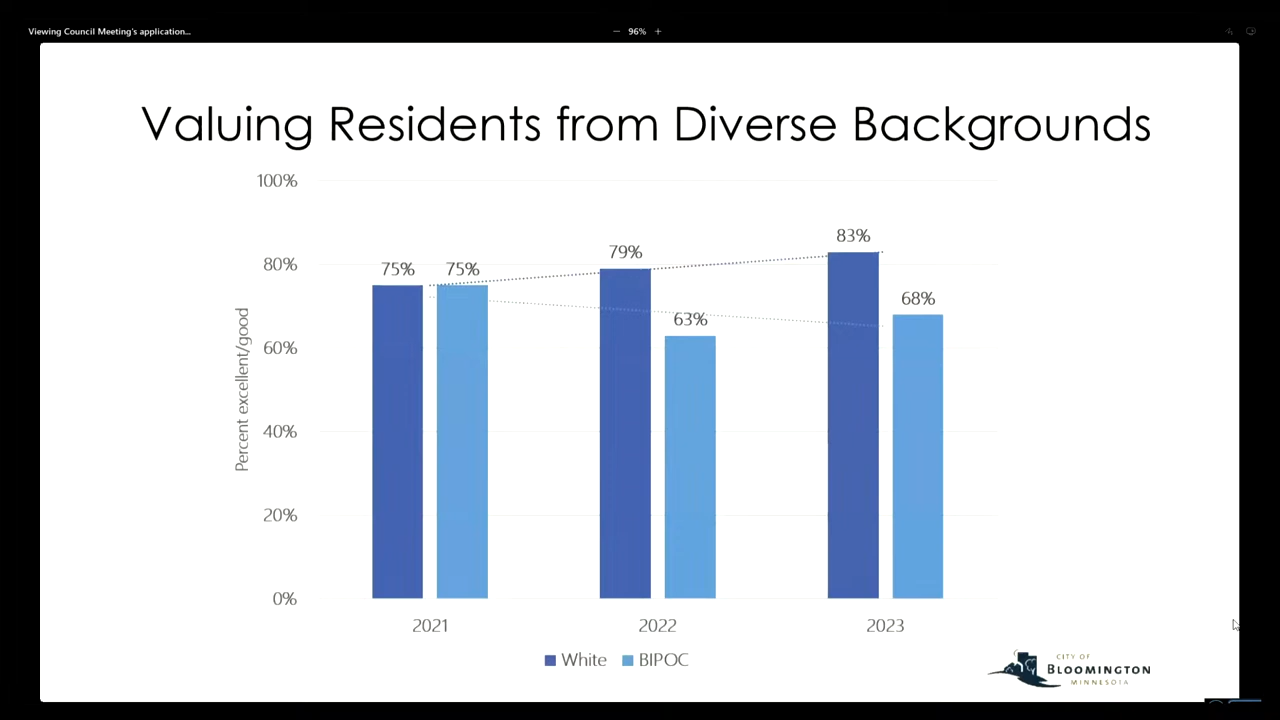 Viewing Council Meeting's application...
− 96% +
Valuing Residents from Diverse Backgrounds
100%
80%
60%
40%
20%
0%
Percent excellent/good
75% 75%
79%
63%
83%
68%
2021 2022 2023
White BIPOC
CITY OF
BLOOMINGTON
MINNESOTA